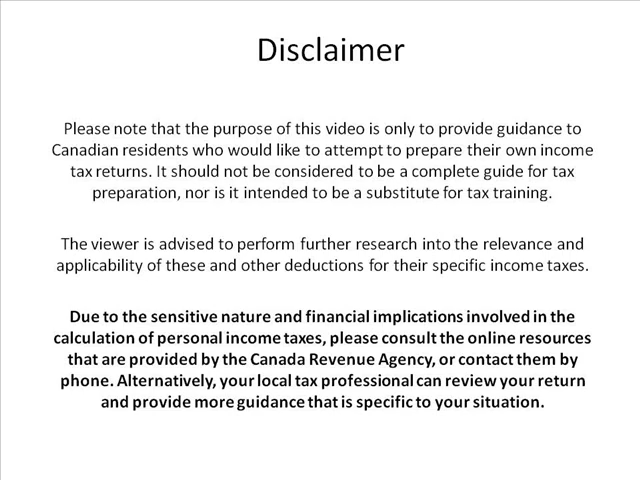 Disclaimer
Please note that the purpose of this video is only to provide guidance to
Canadian residents who would like to attempt to prepare their own income
tax returns. It should not be considered to be a complete guide for tax
preparation, nor is it intended to be a substitute for tax training.
The viewer is advised to perform further research into the relevance and
applicability of these and other deductions for their specific income taxes.
Due to the sensitive nature and financial implications involved in the
calculation of personal income taxes, please consult the online resources
that are provided by the Canada Revenue Agency, or contact them by
phone. Alternatively, your local tax professional can review your return
and provide more guidance that is specific to your situation.